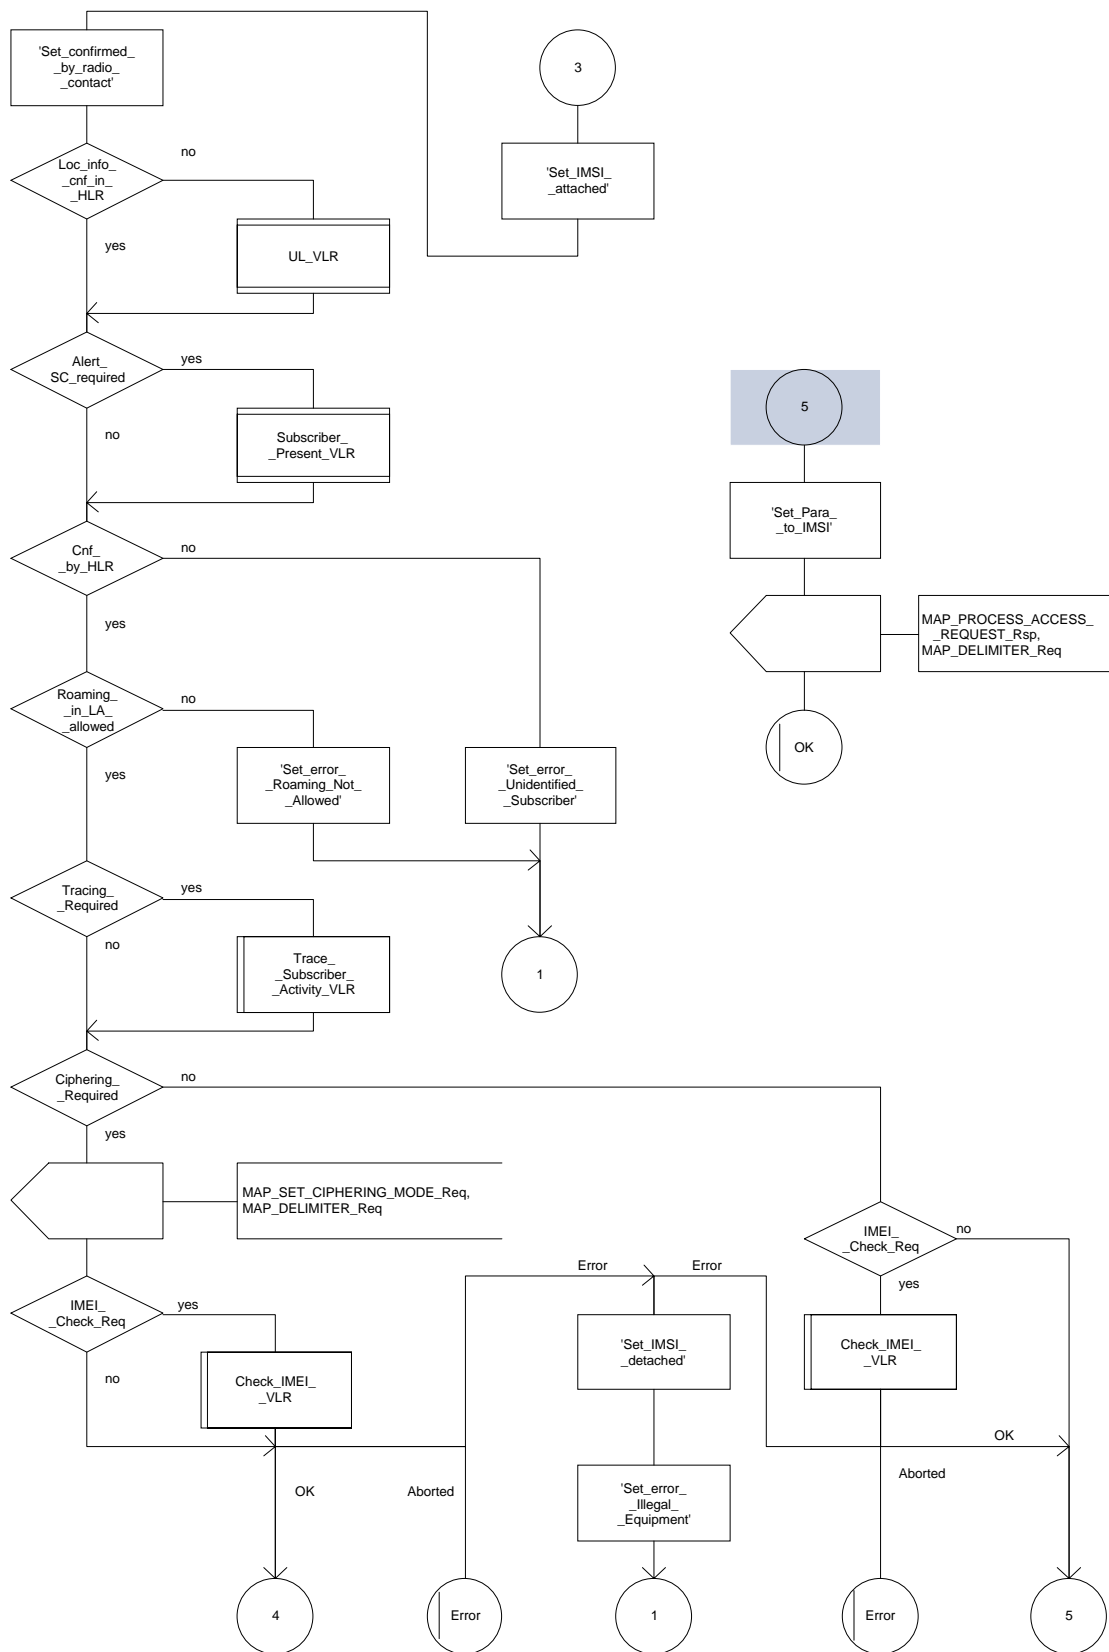 'Set_confirmed_
_by_radio_
_contact'
3
Loc_info_
_cnf_in_
_HLR
no
'Set_IMSI_
_attached'
yes
UL_VLR
Alert_
SC_required
yes
no
Subscriber_
_Present_VLR
5
'Set_Para_
_to_IMSI'
Cnf_
_by_HLR
no
yes
MAP_PROCESS_ACCESS_
_REQUEST_Rsp,
MAP_DELIMITER_Req
Roaming_
_in_LA_
_allowed
no
yes
OK
'Set_error_
_Roaming_Not_
_Allowed'
'Set_error_
_Unidentified_
_Subscriber'
Tracing_
_Required
yes
no
Trace_
_Subscriber_
_Activity_VLR
1
Ciphering_
_Required
no
yes
MAP_SET_CIPHERING_MODE_Req,
MAP_DELIMITER_Req
IMEI_
_Check_Req
no
yes
Error
Error
IMEI_
_Check_Req
yes
no
Check_IMEI_
_VLR
'Set_IMSI_
_detached'
Check_IMEI_
_VLR
OK
Aborted
'Set_error_
_Illegal_
_Equipment'
OK
Aborted
4
Error
1
Error
5